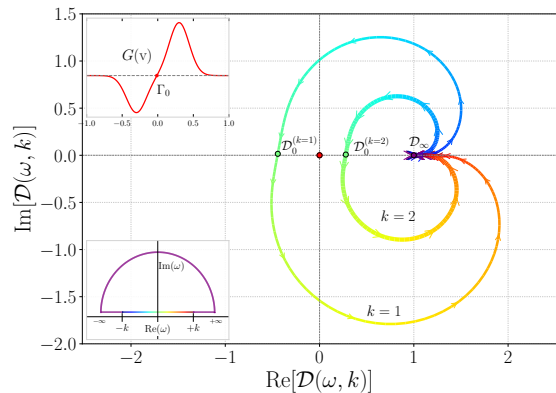 1.5
1.0
0.5
0.0
−0.5
−1.0
−1.5
−2.0
Im[𝒟(ω, k)]
−2
−1
0
1
2
Re[𝒟(ω, k)]
G(v)
Γ₀
1.0
−0.5
0.0
0.5
1.0
𝒟₀⁽ᵏ⁼¹⁾
𝒟₀⁽ᵏ⁼²⁾
𝒟∞
k = 2
k = 1
Im(ω)
−∞
−k
Re(ω)
+k
+∞